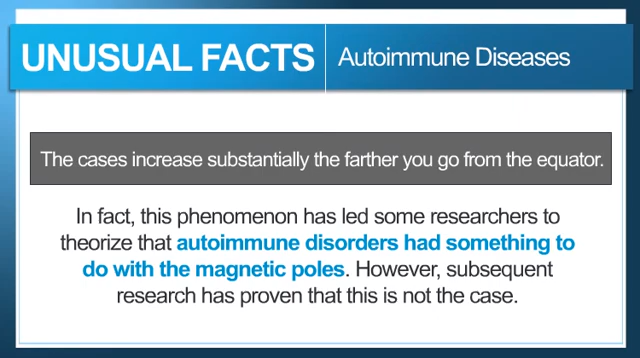 UNUSUAL FACTS
Autoimmune Diseases
The cases increase substantially the farther you go from the equator.
In fact, this phenomenon has led some researchers to
theorize that autoimmune disorders had something to
do with the magnetic poles. However, subsequent
research has proven that this is not the case.